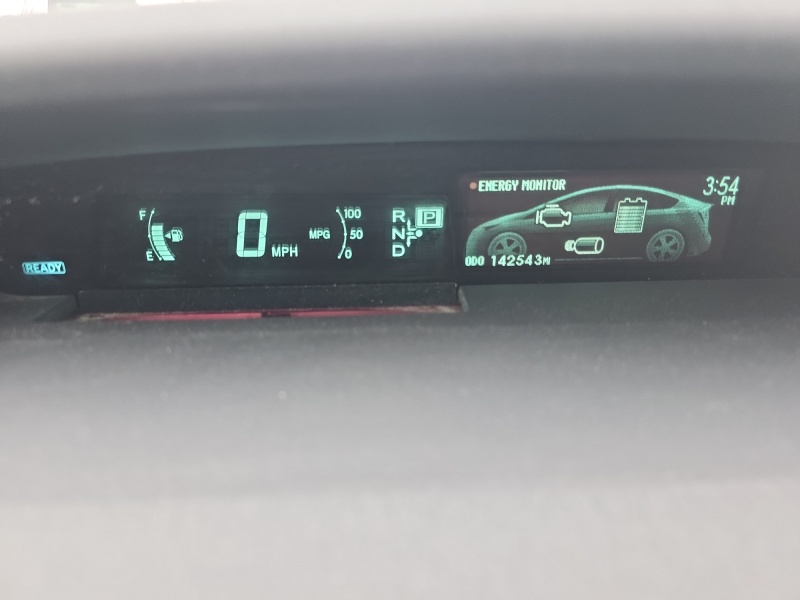 READY
F
E
0 MPH
MPG
100
50
0
R
N
D
P
ENERGY MONITOR
3:54
PM
ODO 142543MI